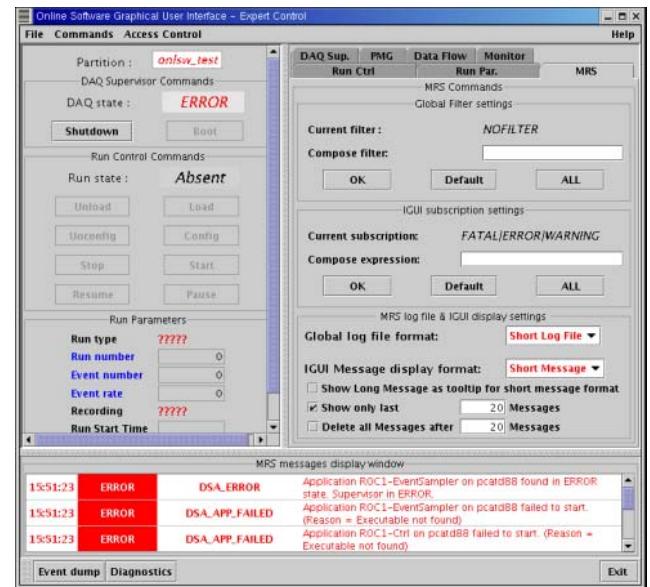 Online Software Graphical User Interface - Expert Control
File Commands Access Control Help
Partition : onlsw_test
DAQ Supervisor Commands
DAQ state : ERROR
Shutdown Boot
Run Control Commands
Run state : Absent
Unload Load
Unconfig Config
Stop Start
Resume Pause
Run Parameters
Run type ?????
Run number 0
Event number 0
Event rate 0
Recording ?????
Run Start Time
DAQ Sup. PMG Data Flow Monitor
Run Ctrl Run Par. MRS
MRS Commands
Global Filter settings
Current filter : NOFILTER
Compose filter:
OK Default ALL
IGUI subscription settings
Current subscription: FATAL|ERROR|WARNING
Compose expression:
OK Default ALL
MRS log file & IGUI display settings
Global log file format: Short Log File
IGUI Message display format: Short Message
Show Long Message as tooltip for short message format
Show only last 20 Messages
Delete all Messages after 20 Messages
MRS messages display window
15:51:23 ERROR DSA_ERROR Application ROC1-EventSampler on pcatd88 found in ERROR
state. Supervisor in ERROR.
15:51:23 ERROR DSA_APP_FAILED Application ROC1-EventSampler on pcatd88 failed to start.
(Reason = Executable not found)
15:51:23 ERROR DSA_APP_FAILED Application ROC1-Ctrl on pcatd88 failed to start. (Reason =
Executable not found)
Event dump Diagnostics Exit